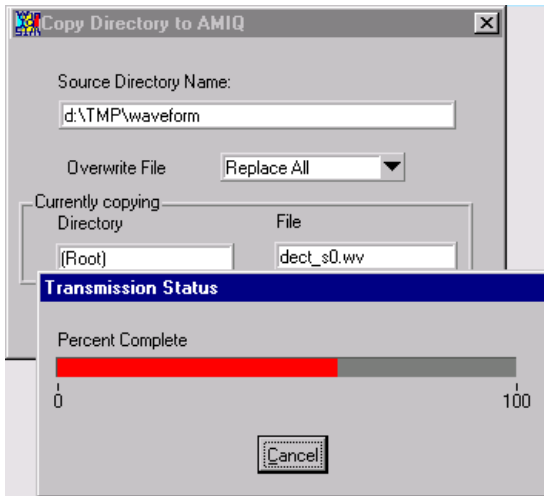 Copy Directory to AMIQ
Source Directory Name:
d:\TMP\waveform
Overwrite File
Replace All
Currently copying
Directory
File
(Root)
dect_s0.wv
Transmission Status
Percent Complete
0
100
Cancel